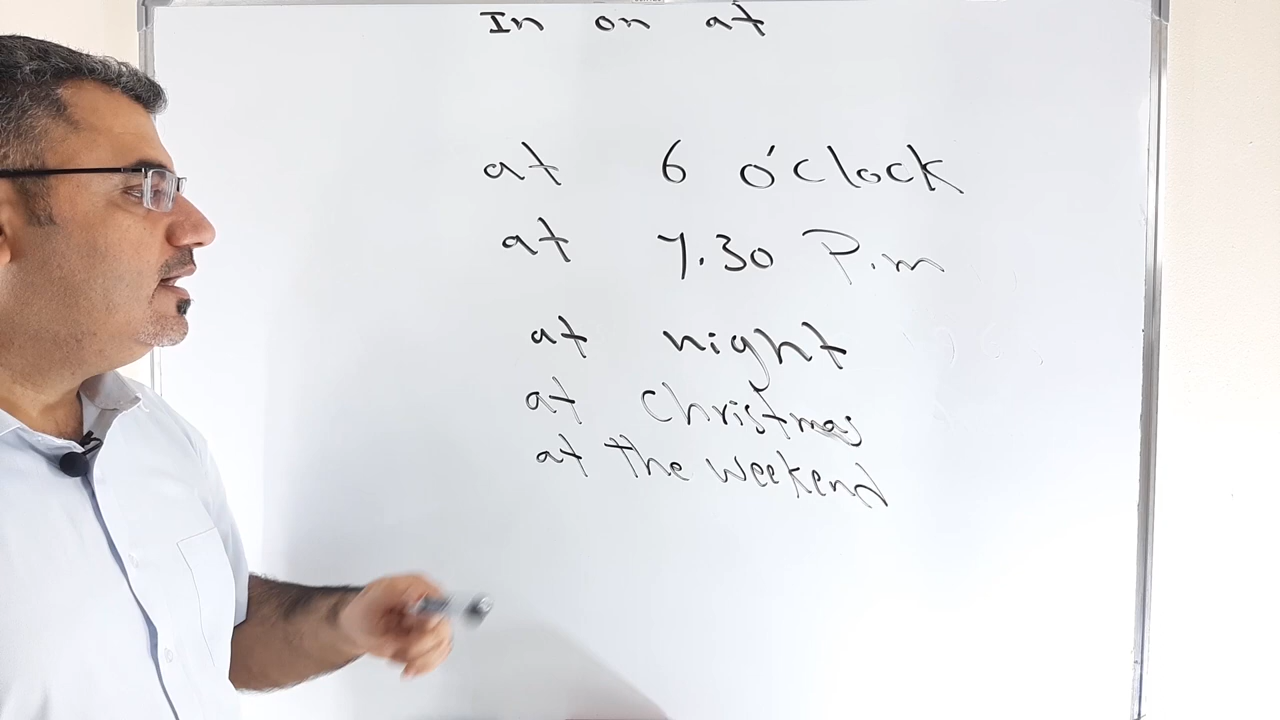 In on at
at 6 o'clock
at 7.30 P.m
at night
at christmas
at the weekend